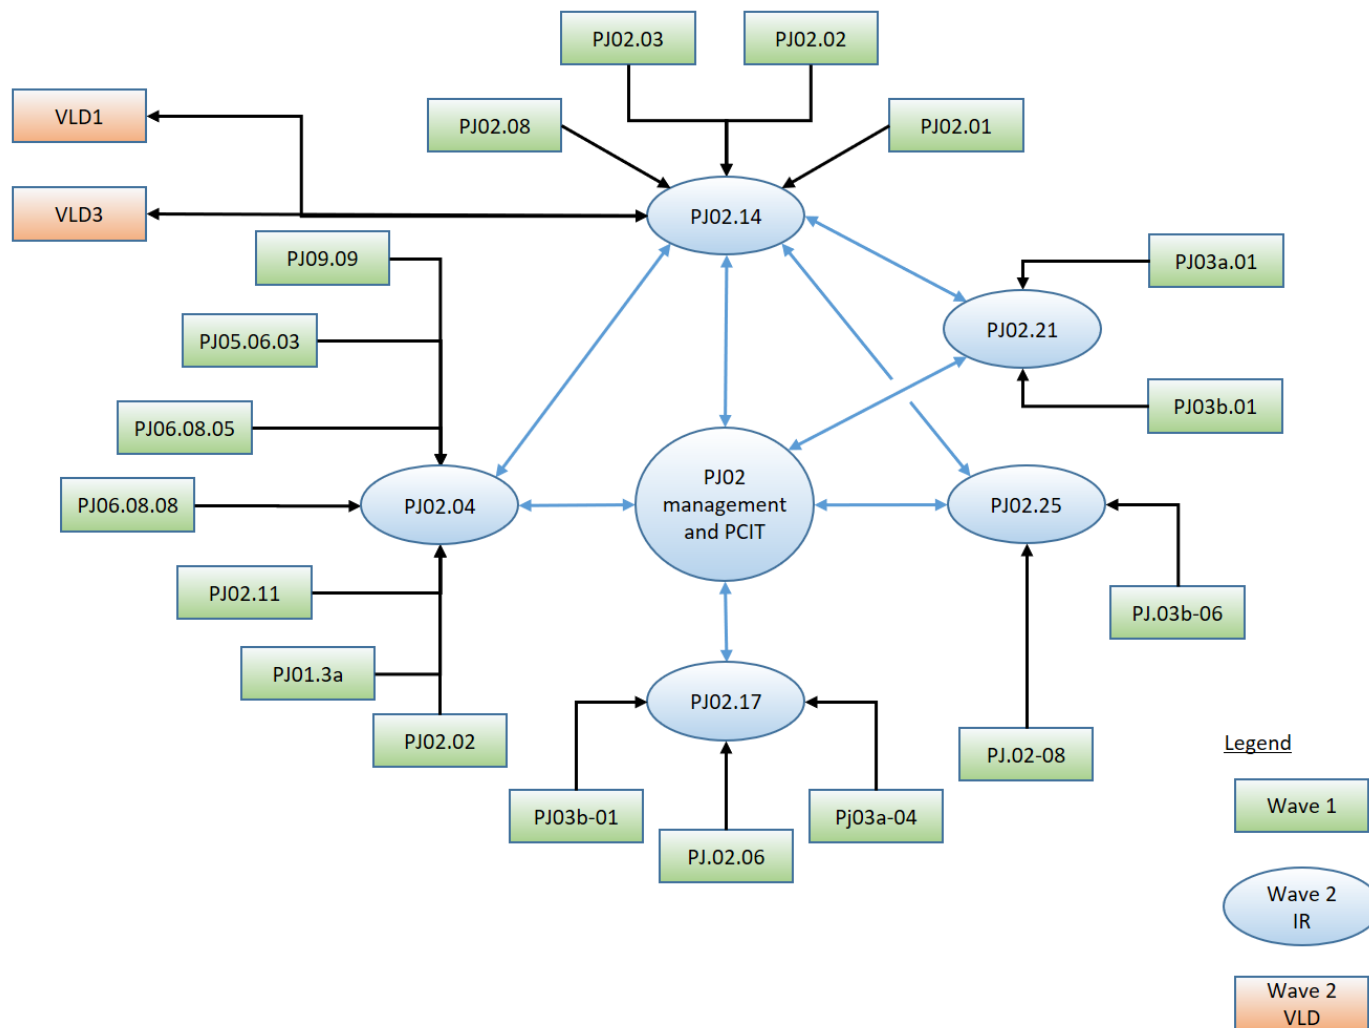 PJ02.03
PJ02.02
VLD1
PJ02.08
PJ02.01
VLD3
PJ02.14
PJ09.09
PJ03a.01
PJ05.06.03
PJ02.21
PJ06.08.05
PJ03b.01
PJ06.08.08
PJ02.04
PJ02
management
and PCIT
PJ02.25
PJ02.11
PJ.03b-06
PJ01.3a
PJ02.17
PJ02.02
PJ.02-08
Legend
PJ03b-01
Pj03a-04
Wave 1
PJ.02.06
Wave 2
IR
Wave 2
VLD